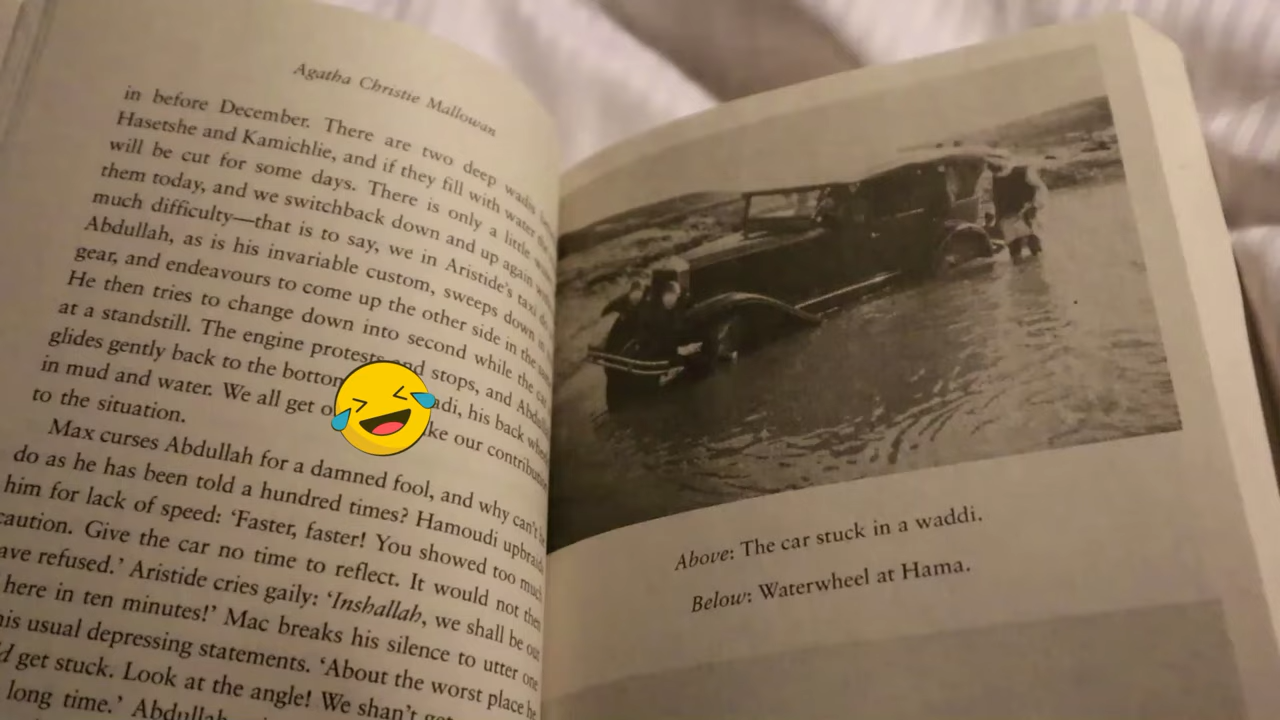 Agatha Christie Mallowan
in before December. There are two deep
Hasetshe and Kamichlie, and if they fill with water
will be cut for some days. There is only a little
them today, and we switchback down and up again
much difficulty—that is to say, we in Aristide's taxi
Abdullah, as is his invariable custom, sweeps down
gear, and endeavours to come up the other side in the
He then tries to change down into second while the car
at a standstill. The engine protests and stops, and
glides gently back to the his back
in mud and water. We all get our
to the situation.
Max curses Abdullah for a damned fool, and why can't
do as he has been told a hundred times? Hamoudi
him for lack of speed: 'Faster, faster! You showed too much
caution. Give the car no time to reflect. It would not
refused.' Aristide cries gaily: 'Inshallah, we shall be
here in ten minutes!' Mac breaks his silence to utter one
his usual depressing statements. 'About the worst place
get stuck. Look at the angle! We shan't
long time.'
Above: The car stuck in a waddi.
Below: Waterwheel at Hama.